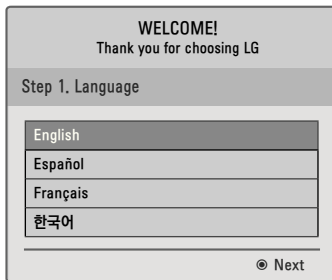 WELCOME!
Thank you for choosing LG
Step 1. Language
English
Español
Français
한국어
◉ Next